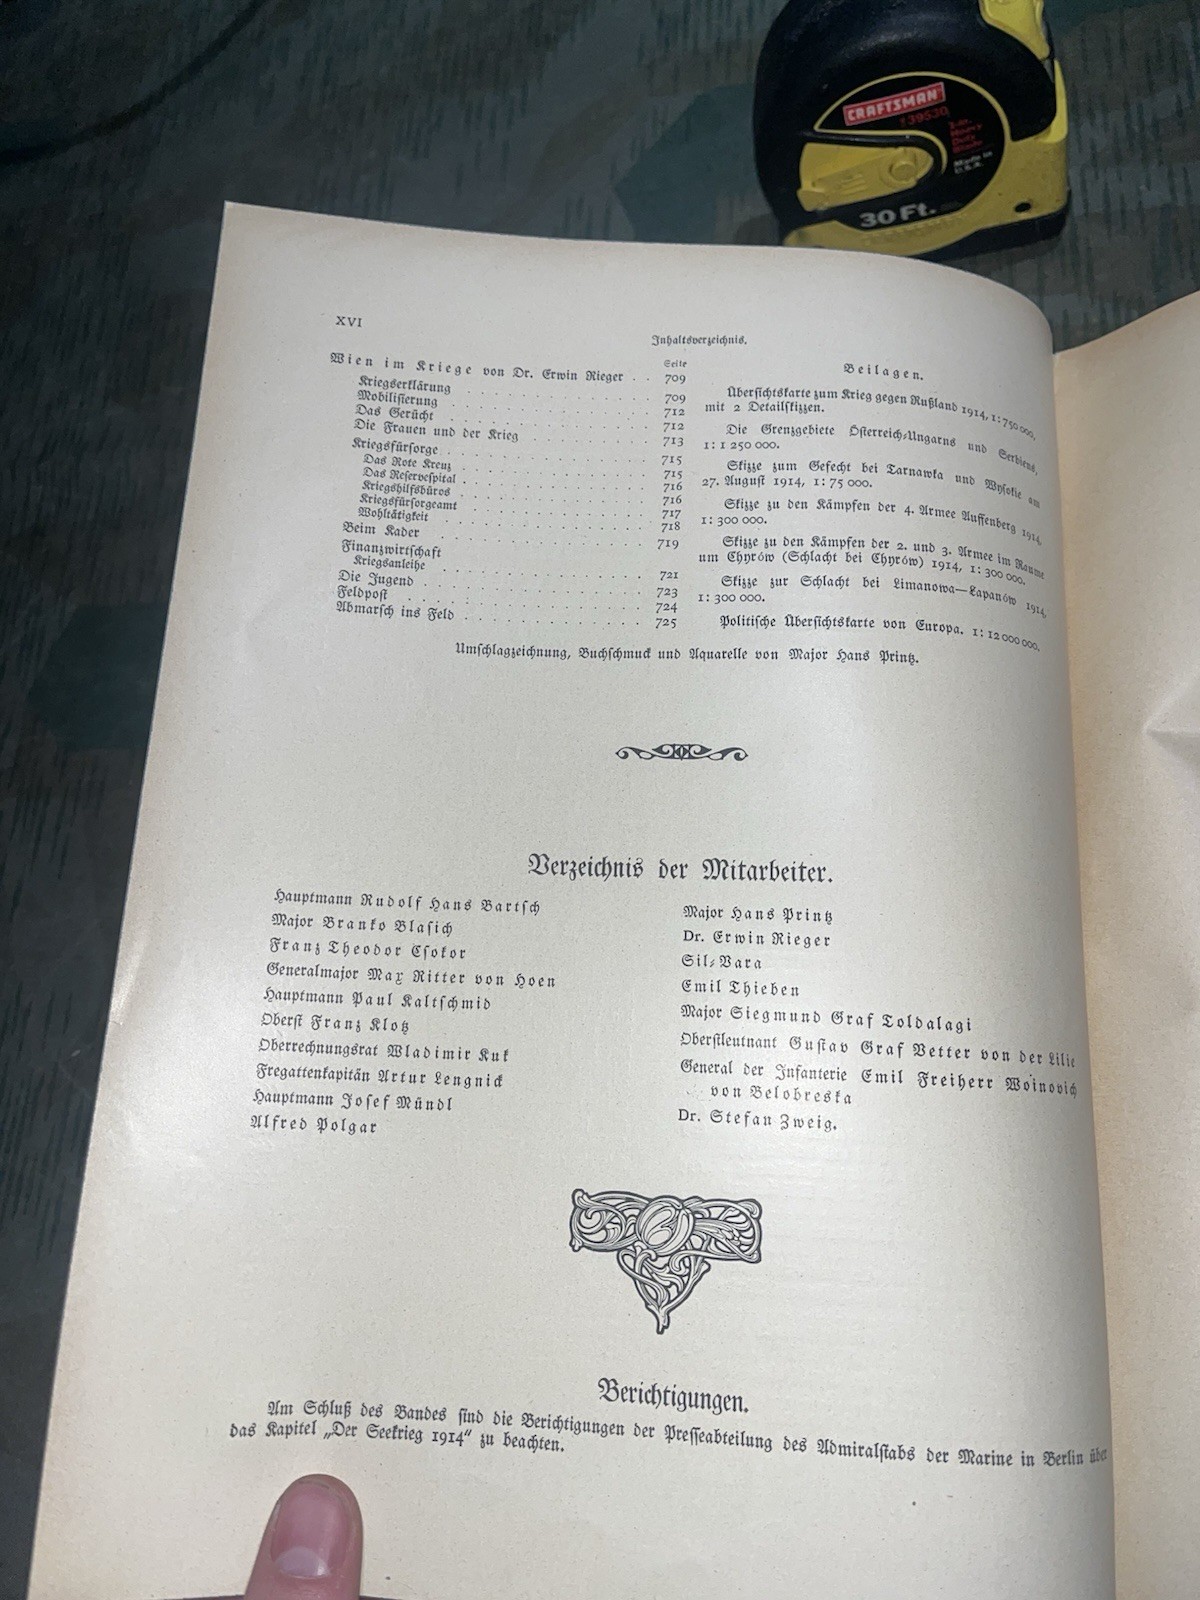 CRAFTSMAN
139530
1-in.
Heavy
Duty
Blade
Made in
U.S.A.
30 Ft.
XVI
Inhaltsverzeichnis.
Seite
Wien im Kriege von Dr. Erwin Rieger . . 709
Kriegserklärung . . . . . . . . . . 709
Mobilisierung . . . . . . . . . . 712
Das Gerücht . . . . . . . . . . 712
Die Frauen und der Krieg . . . . . . . 713
Kriegsfürsorge . . . . . . . . . . 715
Das Rote Kreuz . . . . . . . . . . 715
Das Reservespital . . . . . . . . . . 716
Kriegshilfsbüros . . . . . . . . . . 716
Kriegsfürsorgeamt . . . . . . . . . . 717
Wohltätigkeit . . . . . . . . . . 718
Beim Kader . . . . . . . . . . 719
Finanzwirtschaft
Kriegsanleihe . . . . . . . . . . 721
Die Jugend . . . . . . . . . . 723
Feldpost . . . . . . . . . . 724
Abmarsch ins Feld . . . . . . . . . . 725
Beilagen.
Übersichtskarte zum Krieg gegen Rußland 1914, 1:750 000,
mit 2 Detailskizzen.
Die Grenzgebiete Österreich-Ungarns und Serbiens,
1:1 250 000.
Skizze zum Gefecht bei Tarnawka und Wysokie am
27. August 1914, 1:75 000.
Skizze zu den Kämpfen der 4. Armee Auffenberg 1914,
1:300 000.
Skizze zu den Kämpfen der 2. und 3. Armee im Raume
um Chyrów (Schlacht bei Chyrów) 1914, 1:300 000.
Skizze zur Schlacht bei Limanowa—Łapanów 1914,
1:300 000.
Politische Übersichtskarte von Europa. 1:12 000 000.
Umschlagzeichnung, Buchschmuck und Aquarelle von Major Hans Printz.
Verzeichnis der Mitarbeiter.
Hauptmann Rudolf Hans Bartsch
Major Branko Blasich
Franz Theodor Csokor
Generalmajor Max Ritter von Hoen
Hauptmann Paul Kaltschmid
Oberst Franz Klotz
Oberrechnungsrat Wladimir Kuk
Fregattenkapitän Artur Lengnick
Hauptmann Josef Mündl
Alfred Polgar
Major Hans Printz
Dr. Erwin Rieger
Sil-Vara
Emil Thieben
Major Siegmund Graf Toldalagi
Oberstleutnant Gustav Graf Vetter von der Lilie
General der Infanterie Emil Freiherr Woinovich
von Belobreska
Dr. Stefan Zweig.
Berichtigungen.
Am Schluß des Bandes sind die Berichtigungen der Presseabteilung des Admiralstabs der Marine in Berlin über
das Kapitel „Der Seekrieg 1914“ zu beachten.